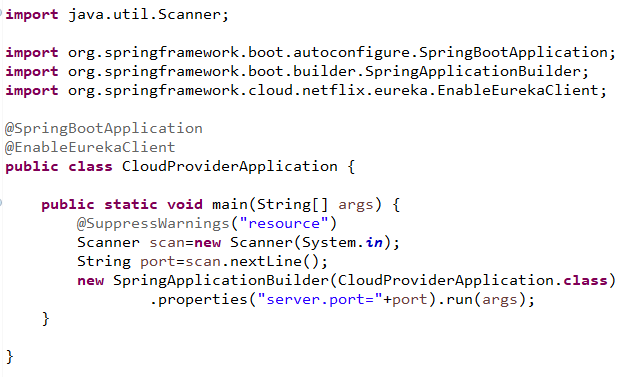 import java.util.Scanner;
import org.springframework.boot.autoconfigure.SpringBootApplication;
import org.springframework.boot.builder.SpringApplicationBuilder;
import org.springframework.cloud.netflix.eureka.EnableEurekaClient;
@SpringBootApplication
@EnableEurekaClient
public class CloudProviderApplication {
public static void main(String[] args) {
@SuppressWarnings("resource")
Scanner scan=new Scanner(System.in);
String port=scan.nextLine();
new SpringApplicationBuilder(CloudProviderApplication.class)
.properties("server.port="+port).run(args);
}
}